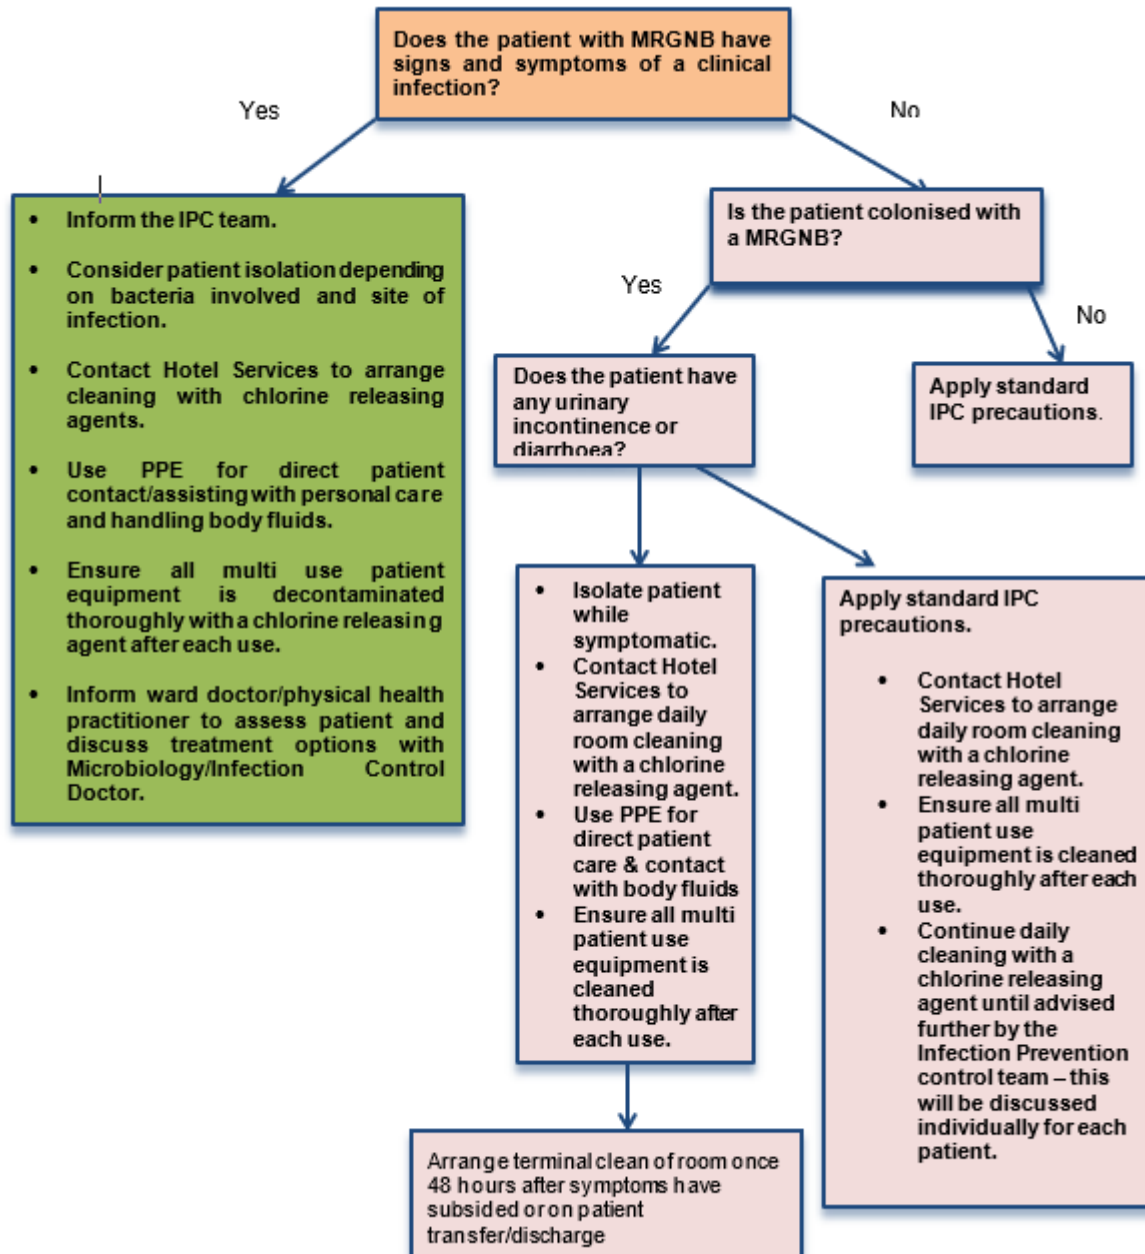 Does the patient with MRGNB have
signs and symptoms of a clinical
infection?
Yes
No
• Inform the IPC team.
• Consider patient isolation depending
on bacteria involved and site of
infection.
• Contact Hotel Services to arrange
cleaning with chlorine releasing
agents.
• Use PPE for direct patient
contact/assisting with personal care
and handling body fluids.
• Ensure all multi use patient
equipment is decontaminated
thoroughly with a chlorine releasing
agent after each use.
• Inform ward doctor/physical health
practitioner to assess patient and
discuss treatment options with
Microbiology/Infection Control
Doctor.
Is the patient colonised with
a MRGNB?
Yes
No
Does the patient have
any urinary
incontinence or
diarrhoea?
Apply standard
IPC precautions.
• Isolate patient
while
symptomatic.
• Contact Hotel
Services to
arrange daily
room cleaning
with a chlorine
releasing agent.
• Use PPE for
direct patient
care & contact
with body fluids
• Ensure all multi
patient use
equipment is
cleaned
thoroughly after
each use.
Apply standard IPC
precautions.
• Contact Hotel
Services to arrange
daily room cleaning
with a chlorine
releasing agent.
• Ensure all multi
patient use
equipment is cleaned
thoroughly after each
use.
• Continue daily
cleaning with a
chlorine releasing
agent until advised
further by the
Infection Prevention
control team – this
will be discussed
individually for each
patient.
Arrange terminal clean of room once
48 hours after symptoms have
subsided or on patient
transfer/discharge